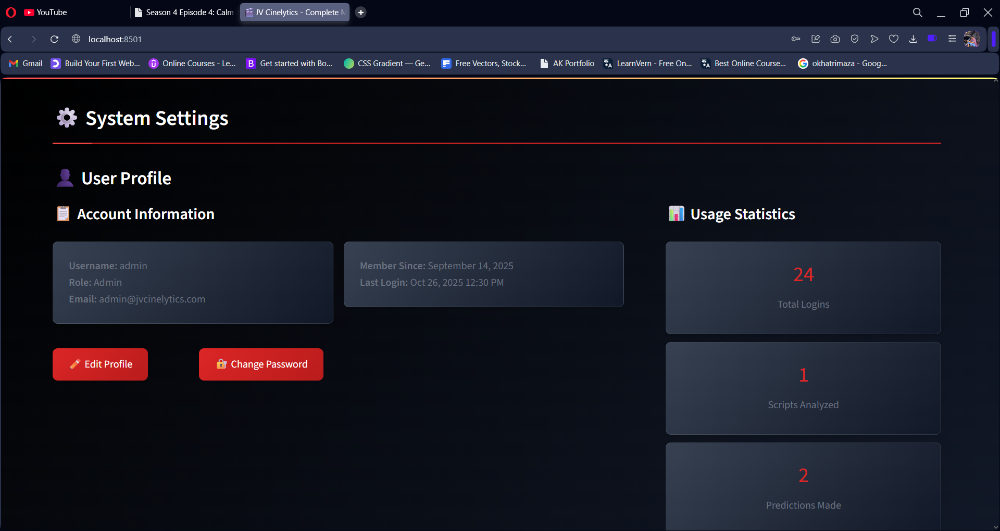 YouTube
Season 4 Episode 4: Calm
JV Cinelytics - Complete M
localhost:8501
Gmail
Build Your First Web...
Online Courses - Le...
Get started with Bo...
CSS Gradient — Ge...
Free Vectors, Stock...
AK Portfolio
LearnVern - Free On...
Best Online Course...
okhatrimaza - Goog...
System Settings
User Profile
Account Information
Username: admin
Role: Admin
Email: admin@jvcinelytics.com
Member Since: September 14, 2025
Last Login: Oct 26, 2025 12:30 PM
Edit Profile
Change Password
Usage Statistics
24
Total Logins
1
Scripts Analyzed
2
Predictions Made